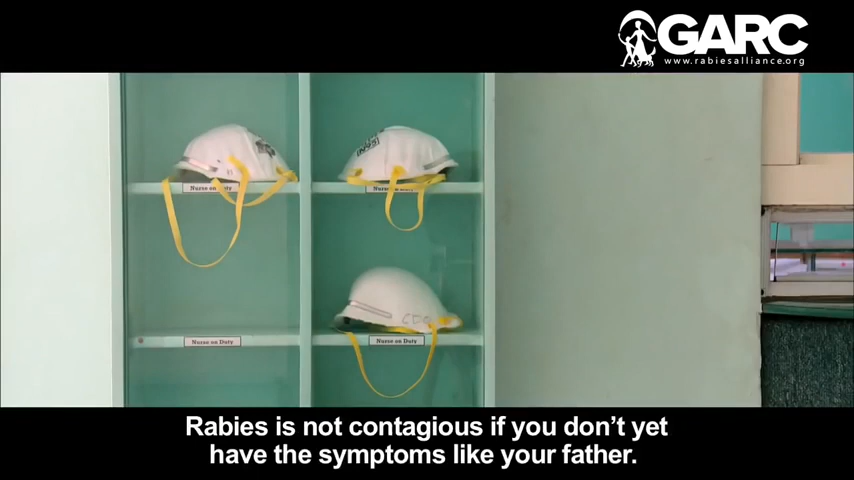 GARC
www.rabiesalliance.org
Nurse on Duty
Nurse on Duty
Nurse on Duty
Rabies is not contagious if you don't yet
have the symptoms like your father.